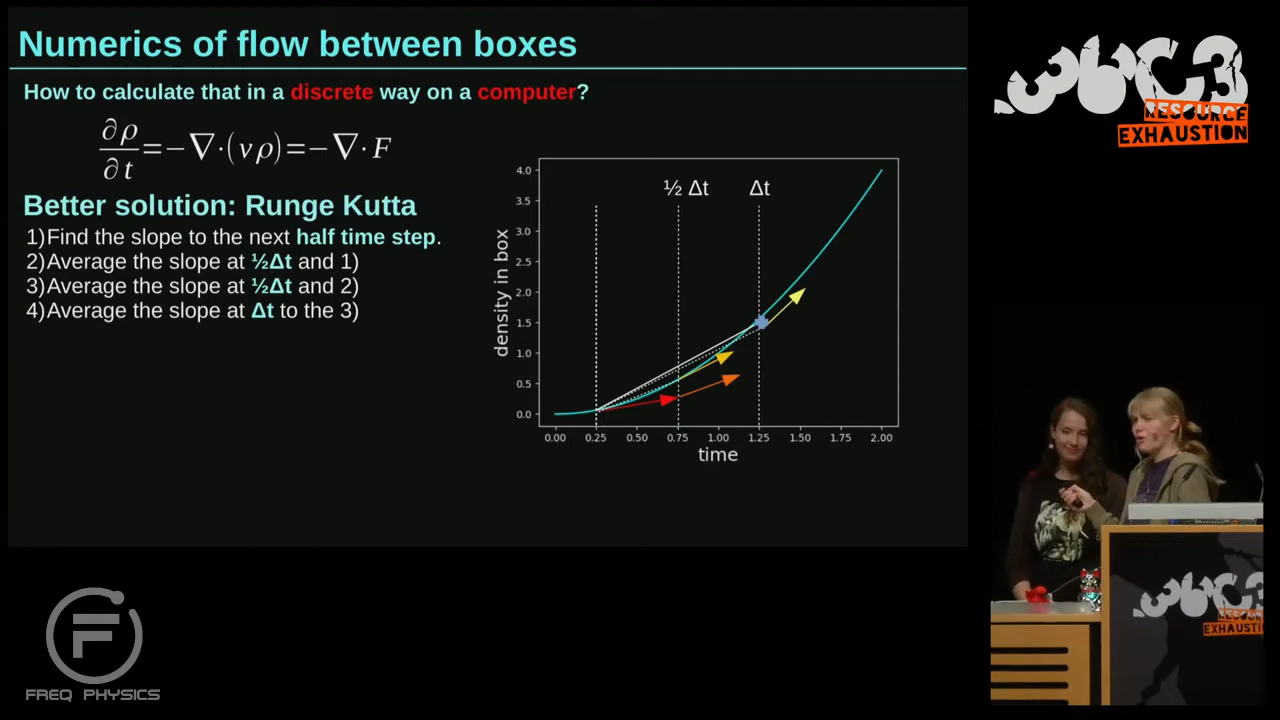 Numerics of flow between boxes
How to calculate that in a discrete way on a computer?
∂ρ/∂t=−∇·(vρ)=−∇·F
Better solution: Runge Kutta
1)Find the slope to the next half time step.
2)Average the slope at ½Δt and 1)
3)Average the slope at ½Δt and 2)
4)Average the slope at Δt to the 3)
½ Δt
Δt
density in box
4.0
3.5
3.0
2.5
2.0
1.5
1.0
0.5
0.0
0.00 0.25 0.50 0.75 1.00 1.25 1.50 1.75 2.00
time
38C3
RESOURCE
EXHAUSTION
38C3
RESOURCE
FREQ PHYSICS